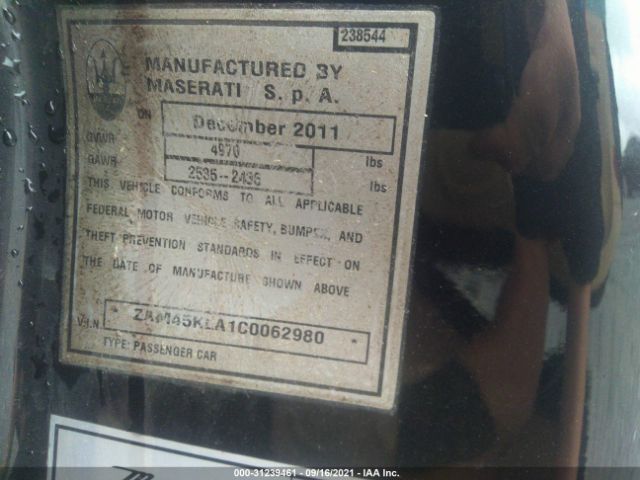 238544
MANUFACTURED BY
MASERATI S. p. A.
ON December 2011
GVWR 4970 lbs
GAWR 2535-2436 lbs
THIS VEHICLE CONFORMS TO ALL APPLICABLE
FEDERAL MOTOR VEHICLE SAFETY, BUMPER, AND
THEFT PREVENTION STANDARDS IN EFFECT ON
THE DATE OF MANUFACTURE SHOWN ABOVE
V.I.N. * ZAM45KLA1C0062980 *
TYPE: PASSENGER CAR
000-31239461 - 09/16/2021 - IAA Inc.